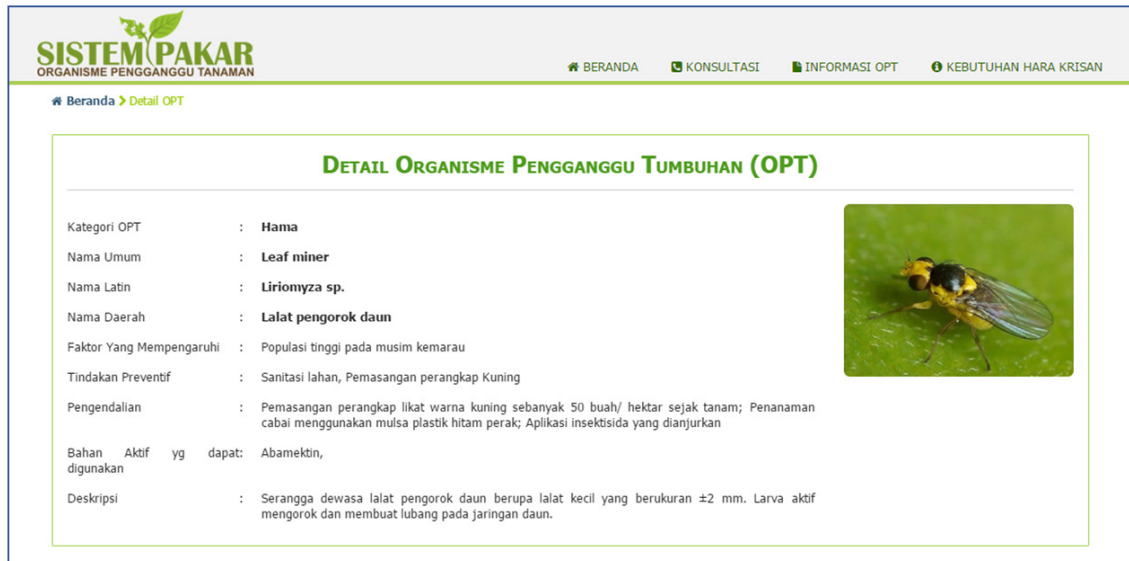 SISTEM PAKAR
ORGANISME PENGGANGGU TANAMAN
BERANDA KONSULTASI INFORMASI OPT KEBUTUHAN HARA KRISAN
Beranda > Detail OPT
DETAIL ORGANISME PENGGANGGU TUMBUHAN (OPT)
Kategori OPT : Hama
Nama Umum : Leaf miner
Nama Latin : Liriomyza sp.
Nama Daerah : Lalat pengorok daun
Faktor Yang Mempengaruhi : Populasi tinggi pada musim kemarau
Tindakan Preventif : Sanitasi lahan, Pemasangan perangkap Kuning
Pengendalian : Pemasangan perangkap likat warna kuning sebanyak 50 buah/ hektar sejak tanam; Penanaman
cabai menggunakan mulsa plastik hitam perak; Aplikasi insektisida yang dianjurkan
Bahan Aktif yg dapat: Abamektin,
digunakan
Deskripsi : Serangga dewasa lalat pengorok daun berupa lalat kecil yang berukuran ±2 mm. Larva aktif
mengorok dan membuat lubang pada jaringan daun.